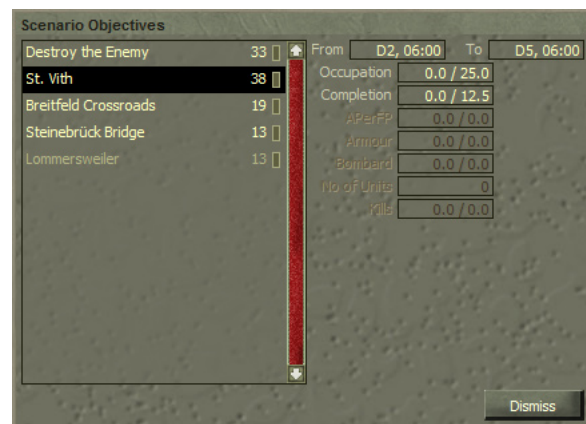 Scenario Objectives
Destroy the Enemy 33
St. Vith 38
Breitfeld Crossroads 19
Steinebrück Bridge 13
Lommersweiler 13
From D2, 06:00 To D5, 06:00
Occupation 0.0 / 25.0
Completion 0.0 / 12.5
APerFP 0.0 / 0.0
Armour 0.0 / 0.0
Bombard 0.0 / 0.0
No of Units 0
Kills 0.0 / 0.0
Dismiss